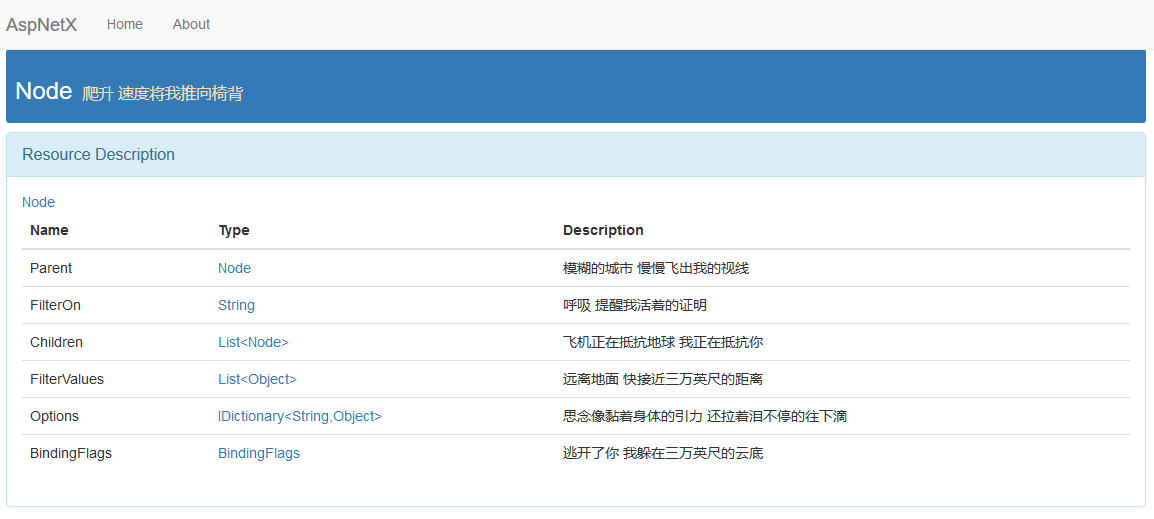 AspNetX Home About
Node 爬升 速度将我推向椅背
Resource Description
Node
Name Type Description
Parent Node 模糊的城市 慢慢飞出我的视线
FilterOn String 呼吸 提醒我活着的证明
Children List<Node> 飞机正在抵抗地球 我正在抵抗你
FilterValues List<Object> 远离地面 快接近三万英尺的距离
Options IDictionary<String,Object> 思念像黏着身体的引力 还拉着泪不停的往下滴
BindingFlags BindingFlags 逃开了你 我躲在三万英尺的云底